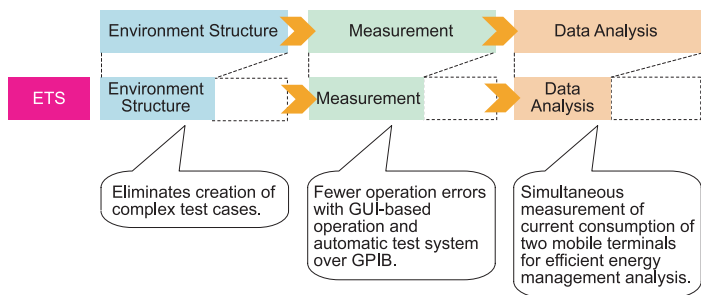 Environment Structure
Measurement
Data Analysis
ETS
Environment
Structure
Measurement
Data
Analysis
Eliminates creation of
complex test cases.
Fewer operation errors
with GUI-based
operation and
automatic test system
over GPIB.
Simultaneous
measurement of
current consumption of
two mobile terminals
for efficient energy
management analysis.